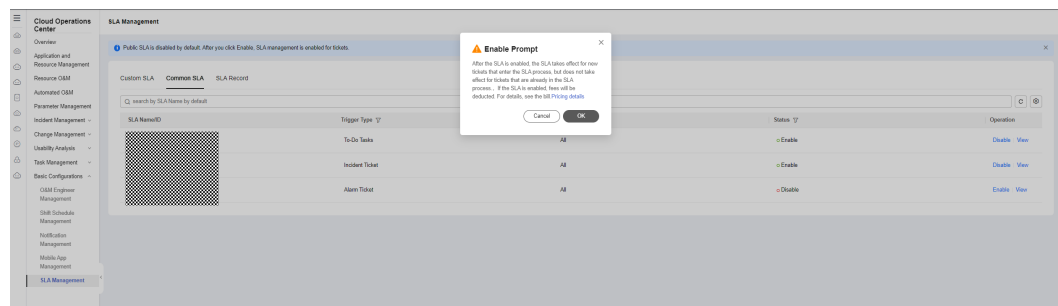 Cloud Operations
Center
SLA Management
Overview
Application and
Resource Management
Resource O&M
Automated O&M
Parameter Management
Incident Management
Change Management
Usability Analysis
Task Management
Basic Configurations
O&M Engineer
Management
Shift Schedule
Management
Notification
Management
Mobile App
Management
SLA Management
Public SLA is disabled by default. After you click Enable, SLA management is enabled for tickets.
Custom SLA Common SLA SLA Record
search by SLA Name by default
SLA Name/ID Trigger Type Status Operation
To-Do Tasks All Enable Disable View
Incident Ticket All Enable Disable View
Alarm Ticket All Disable Enable View
Enable Prompt
After the SLA is enabled, the SLA takes effect for new
tickets that enter the SLA process, but does not take
effect for tickets that are already in the SLA
process. , If the SLA is enabled, fees will be
deducted. For details, see the bill Pricing details
Cancel OK